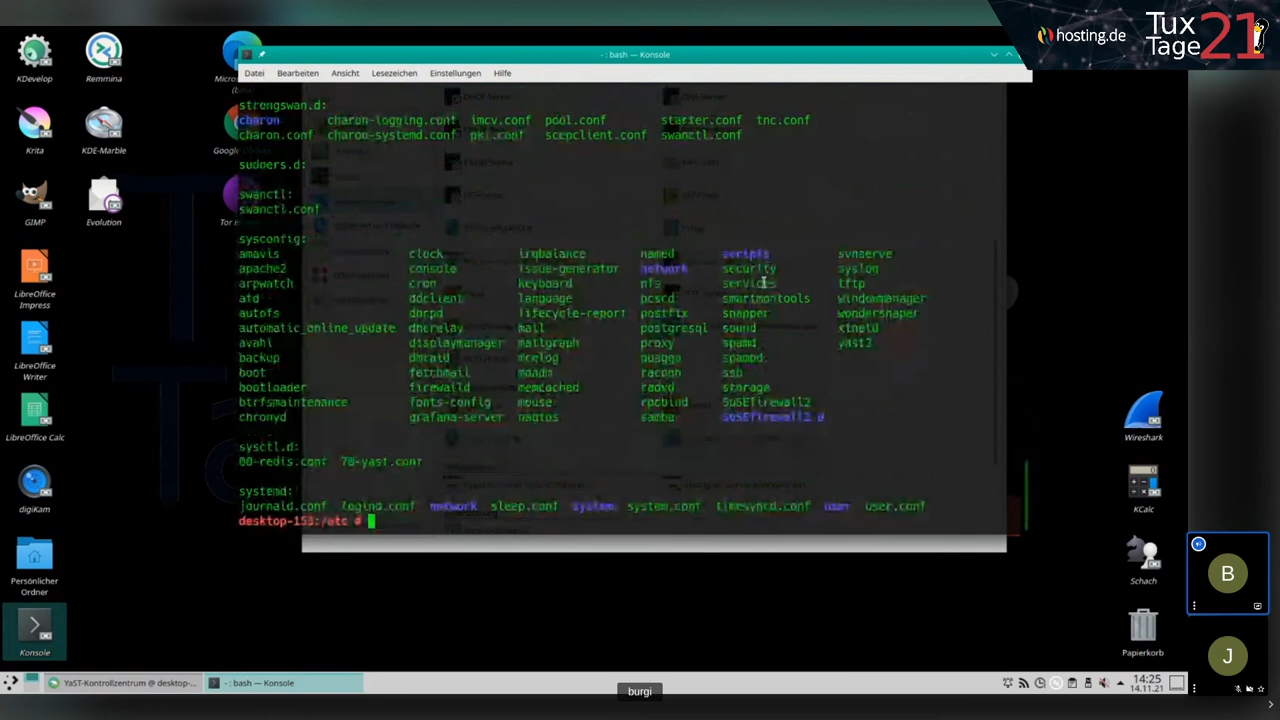 hosting.de
Tux
Tage 21
- : bash — Konsole
Datei Bearbeiten Ansicht Lesezeichen Einstellungen Hilfe
KDevelop
Remmina
Krita
KDE-Marble
GIMP
Evolution
LibreOffice
Impress
LibreOffice
Writer
LibreOffice Calc
digiKam
Persönlicher
Ordner
Konsole
strongswan.d:
charon charon-logging.conf imcv.conf pool.conf starter.conf tnc.conf
charon.conf charon-systemd.conf pki.conf scepclient.conf swanctl.conf
sudoers.d:
swanctl:
swanctl.conf
sysconfig:
amavis clock irqbalance named scripts svnserve
apache2 console issue-generator network security syslog
arpwatch cron keyboard nfs services tftp
atd ddclient language pcscd smartmontools windowmanager
autofs dhcpd lifecycle-report postfix snapper wondershaper
automatic_online_update dhcrelay mail postgresql sound xinetd
avahi displaymanager mailgraph proxy spamd yast2
backup mcelog quagga spampd
boot fetchmail mdadm racoon ssh
bootloader firewalld memcached radvd storage
btrfsmaintenance fonts-config mouse rpcbind SuSEfirewall2
chronyd grafana-server nagios samba SuSEfirewall2.d
sysctl.d:
00-redis.conf 70-yast.conf
systemd:
journald.conf logind.conf network sleep.conf system system.conf timesyncd.conf user user.conf
desktop-153:/etc #
Wireshark
KCalc
Schach
Papierkorb
B
J
YaST-Kontrollzentrum @ desktop-...
- : bash — Konsole
14:25
14.11.21
burgi